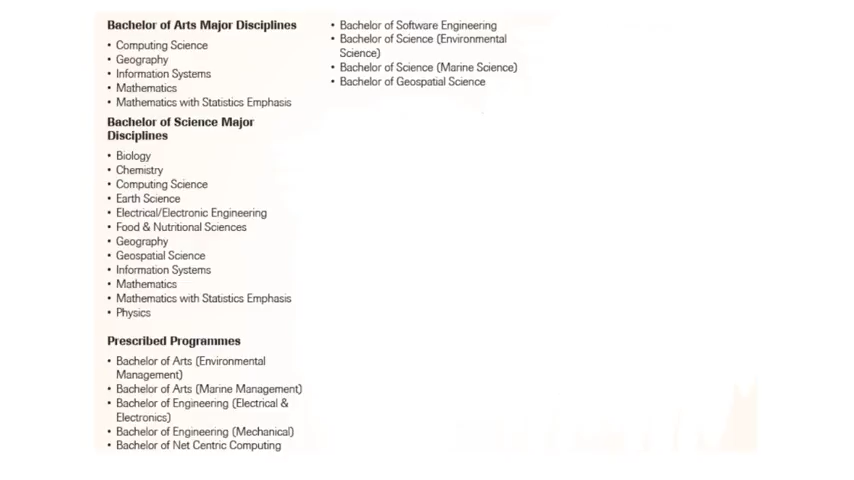 Bachelor of Arts Major Disciplines
• Computing Science
• Geography
• Information Systems
• Mathematics
• Mathematics with Statistics Emphasis
Bachelor of Science Major
Disciplines
• Biology
• Chemistry
• Computing Science
• Earth Science
• Electrical/Electronic Engineering
• Food & Nutritional Sciences
• Geography
• Geospatial Science
• Information Systems
• Mathematics
• Mathematics with Statistics Emphasis
• Physics
Prescribed Programmes
• Bachelor of Arts (Environmental
Management)
• Bachelor of Arts (Marine Management)
• Bachelor of Engineering (Electrical &
Electronics)
• Bachelor of Engineering (Mechanical)
• Bachelor of Net Centric Computing
• Bachelor of Software Engineering
• Bachelor of Science (Environmental
Science)
• Bachelor of Science (Marine Science)
• Bachelor of Geospatial Science